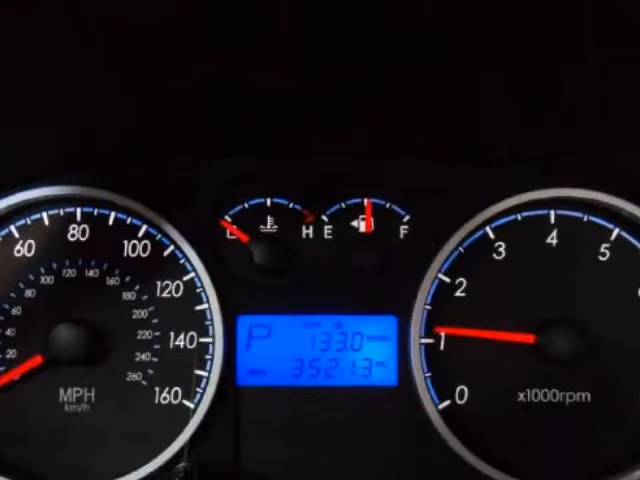 60 80 100 120 140 160
20 40 60 80 100 120 140 160 180 200 220 240 260
MPH
km/h
H
E F
P 133.0
35213
0 1 2 3 4 5
x1000rpm